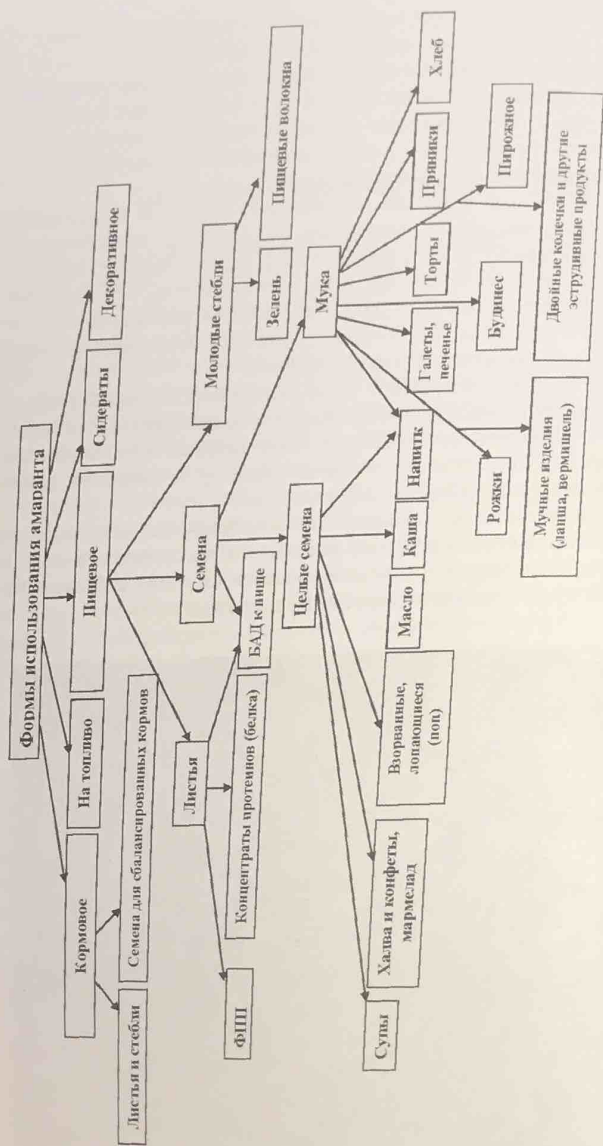 Формы использования амаранта
Кормовое
На топливо
Пищевое
Сидераты
Декоративное
Листья и стебли
Семена для сбалансированных кормов
Листья
Семена
Молодые стебли
ФПП
Концентраты протеинов (белка)
БАД к пище
Зелень
Пищевые волокна
Целые семена
Мука
Супы
Халва и конфеты,
мармелад
Взорванные,
лопающиеся
(поп)
Масло
Каша
Напитк
Галеты,
печенье
Торты
Пряники
Хлеб
Рожки
Будинес
Пирожное
Мучные изделия
(лапша, вермишель)
Двойные колечки и другие
эструдивные продукты